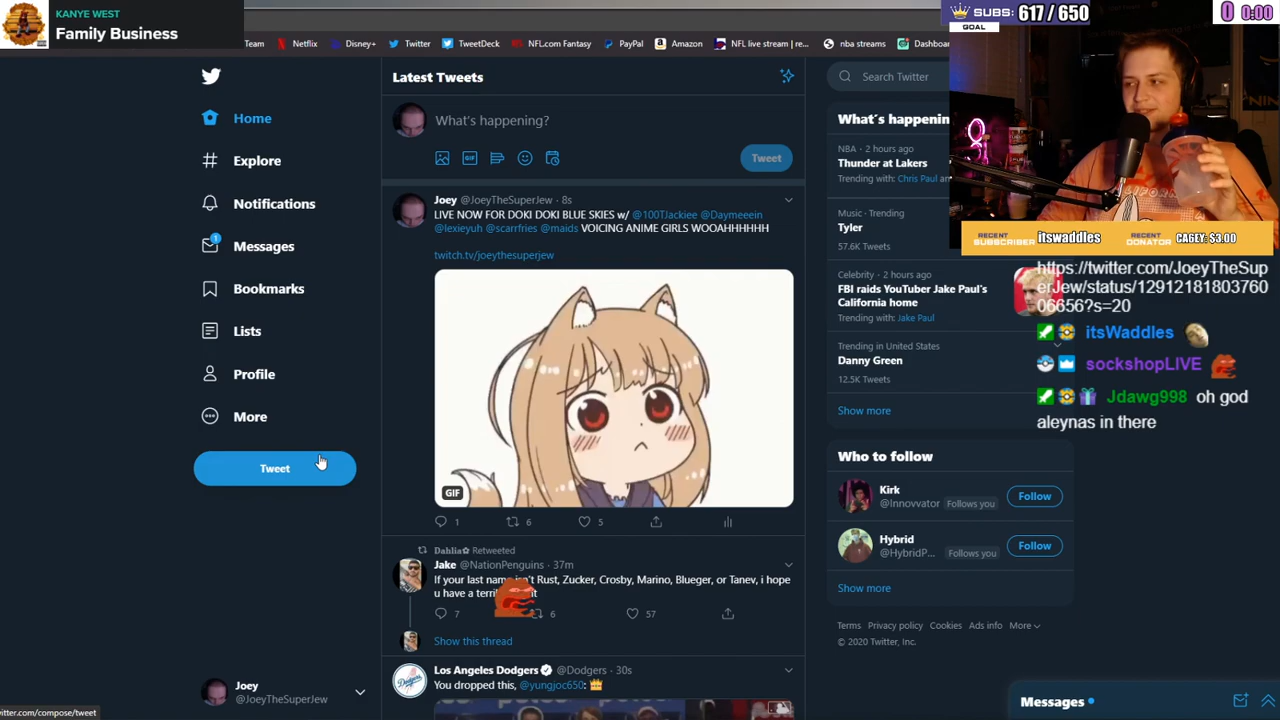 KANYE WEST
Family Business
SUBS: 617 / 650
GOAL
0
0:00
Team
Netflix
Disney+
Twitter
TweetDeck
NFL.com Fantasy
PayPal
Amazon
NFL live stream | re...
nba streams
Dashboa
Home
Explore
Notifications
1
Messages
Bookmarks
Lists
Profile
More
Tweet
Joey
@JoeyTheSuperJew
twitter.com/compose/tweet
Latest Tweets
What's happening?
Tweet
Joey @JoeyTheSuperJew · 8s
LIVE NOW FOR DOKI DOKI BLUE SKIES w/ @100TJackiee @Daymeeein
@lexieyuh @scarrfries @maids VOICING ANIME GIRLS WOOAHHHHHH
twitch.tv/joeythesuperjew
GIF
1
6
5
Dahlia✿ Retweeted
Jake @NationPenguins · 37m
If your last name isn't Rust, Zucker, Crosby, Marino, Blueger, or Tanev, i hope
u have a
7
6
57
Show this thread
Los Angeles Dodgers @Dodgers · 30s
You dropped this, @yungjoc650: 👑
MLB
Search Twitter
What's happenin
NBA · 2 hours ago
Thunder at Lakers
Trending with: Chris Paul an
Music · Trending
Tyler
57.6K Tweets
Celebrity · 2 hours ago
FBI raids YouTuber Jake Paul's
California home
Trending with: Jake Paul
Trending in United States
Danny Green
12.5K Tweets
Show more
Who to follow
Kirk
@Innovvator Follows you
Follow
Hybrid
@HybridP... Follows you
Follow
Show more
Terms Privacy policy Cookies Ads info More
© 2020 Twitter, Inc.
Messages
RECENT
SUBSCRIBER
itswaddles
RECENT
DONATOR
CA6EY: $3.00
https://twitter.com/JoeyTheSup
erJew/status/12912181803760
06656?s=20
itsWaddles
sockshopLIVE
Jdawg998 oh god
aleynas in there